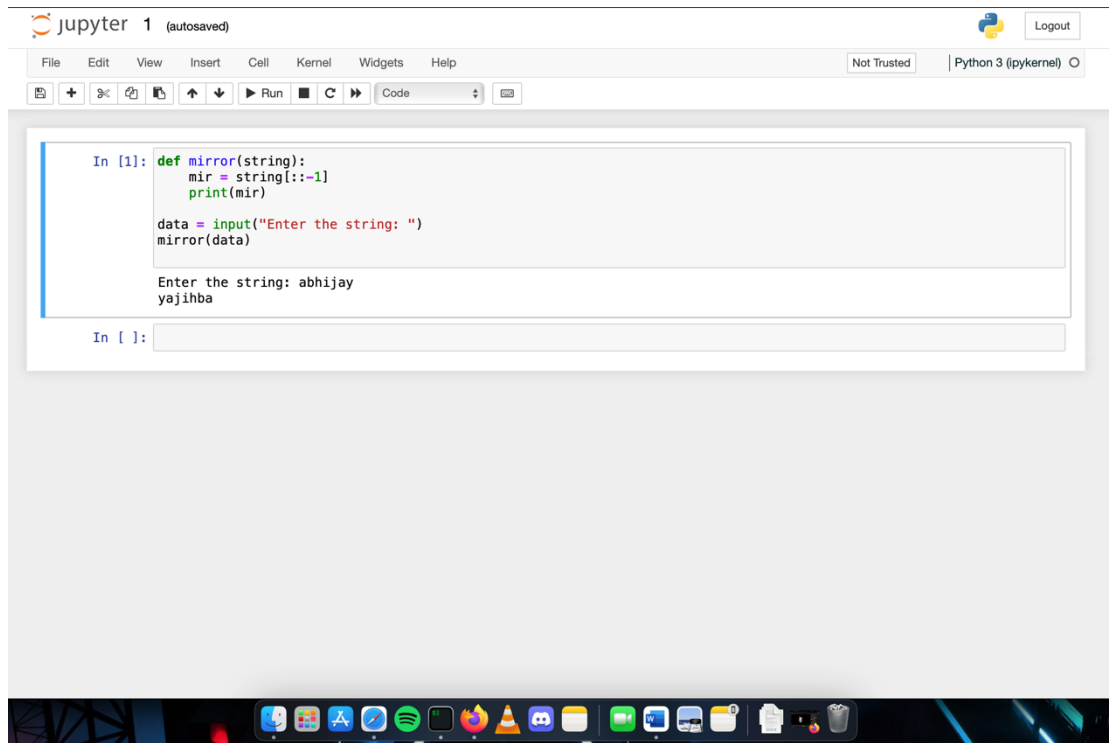 jupyter 1 (autosaved)
Logout
File Edit View Insert Cell Kernel Widgets Help
Not Trusted
Python 3 (ipykernel)
Run
Code
In [1]: def mirror(string):
    mir = string[::-1]
    print(mir)
data = input("Enter the string: ")
mirror(data)
Enter the string: abhijay
yajihba
In [ ]: